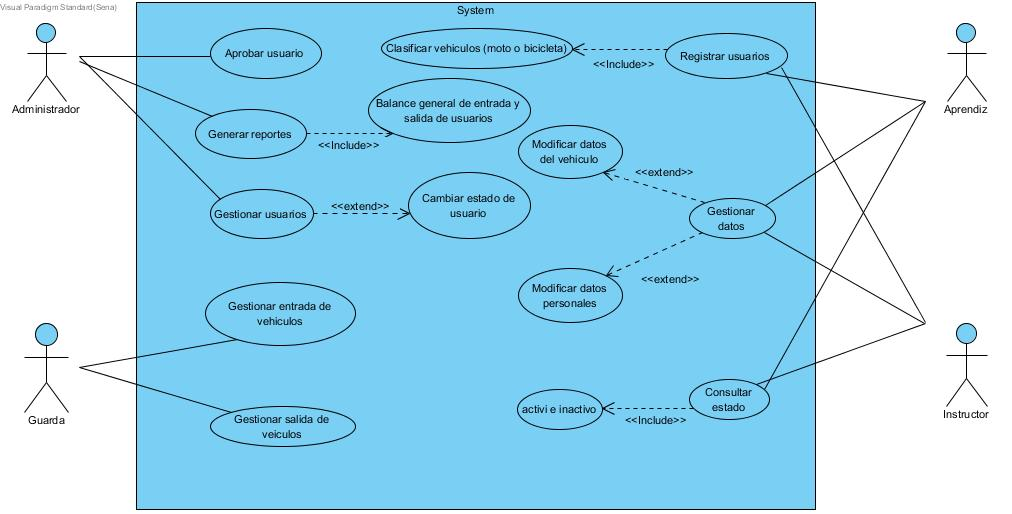 Visual Paradigm Standard(Sena)
System
Administrador
Aprobar usuario
Clasificar vehiculos (moto o bicicleta)
<<Include>>
Registrar usuarios
Aprendiz
Generar reportes
<<Include>>
Balance general de entrada y
salida de usuarios
Modificar datos
del vehiculo
<<extend>>
Gestionar usuarios
<<extend>>
Cambiar estado de
usuario
Gestionar
datos
Modificar datos
personales
<<extend>>
Gestionar entrada de
vehiculos
Guarda
Gestionar salida de
veiculos
activi e inactivo
<<Include>>
Consultar
estado
Instructor